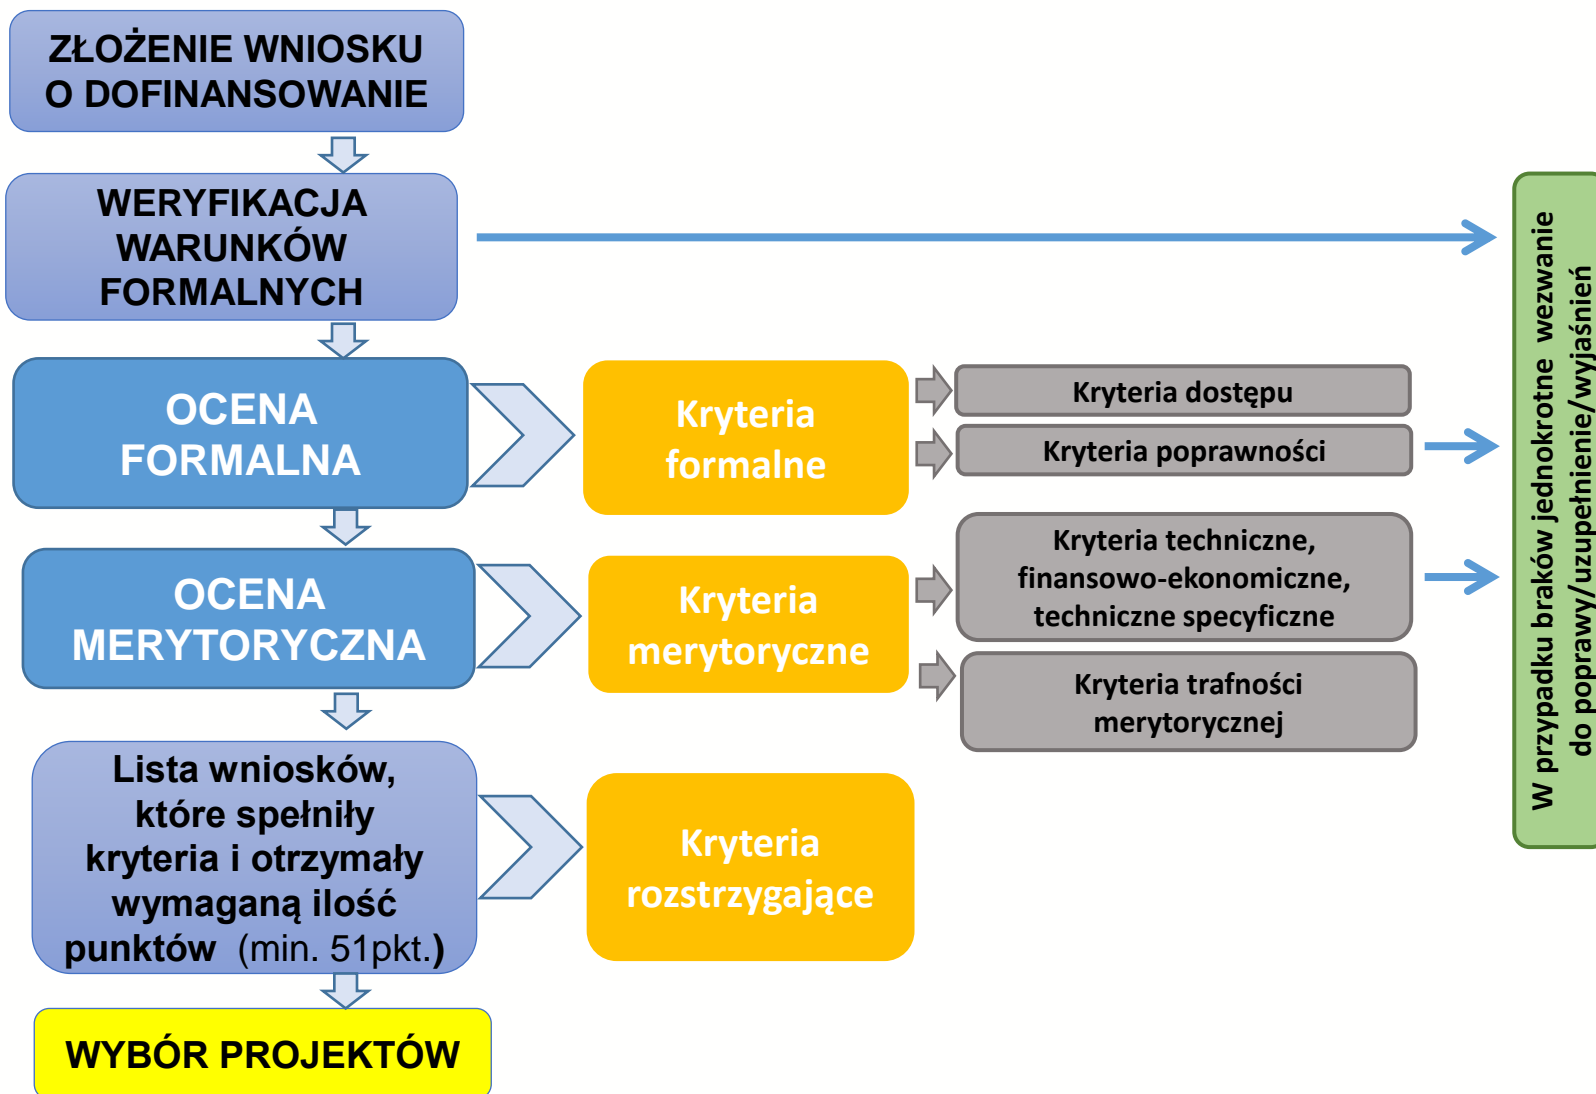 ZŁOŻENIE WNIOSKU
O DOFINANSOWANIE
WERYFIKACJA
WARUNKÓW
FORMALNYCH
OCENA
FORMALNA
Kryteria
formalne
Kryteria dostępu
Kryteria poprawności
OCENA
MERYTORYCZNA
Kryteria
merytoryczne
Kryteria techniczne,
finansowo-ekonomiczne,
techniczne specyficzne
Kryteria trafności
merytorycznej
Lista wniosków,
które spełniły
kryteria i otrzymały
wymaganą ilość
punktów (min. 51pkt.)
Kryteria
rozstrzygające
WYBÓR PROJEKTÓW
W przypadku braków jednokrotne wezwanie
do poprawy/uzupełnienie/wyjaśnień